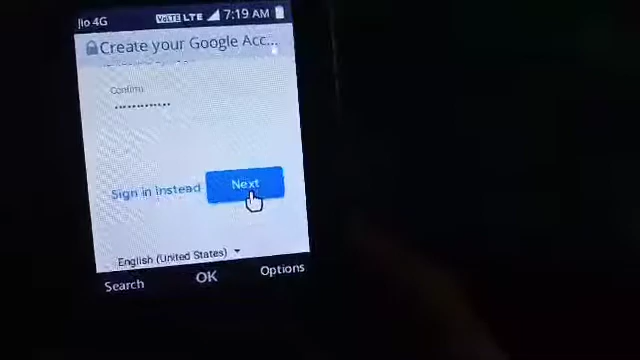 Jio 4G VoLTE LTE 7:19 AM
Create your Google Acc...
Confirm
Sign in instead Next
English (United States)
Search OK Options